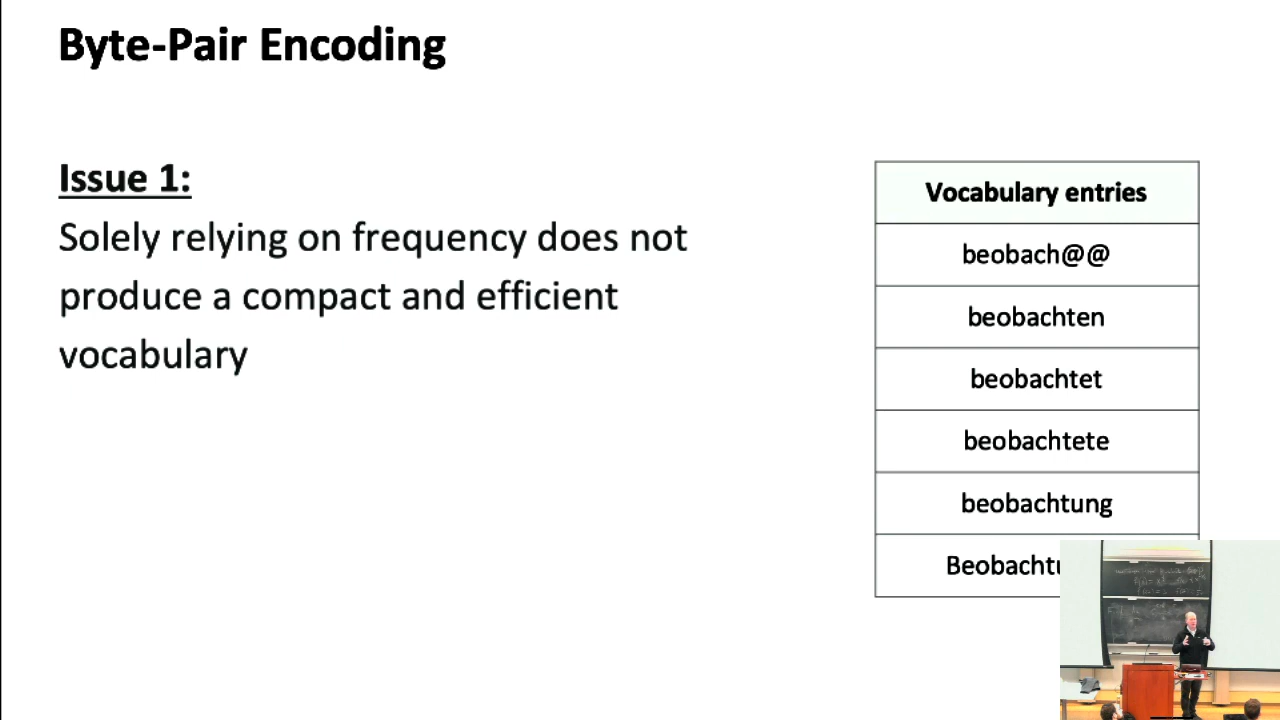 Byte-Pair Encoding
Issue 1:
Solely relying on frequency does not
produce a compact and efficient
vocabulary
Vocabulary entries
beobach@@
beobachten
beobachtet
beobachtete
beobachtung